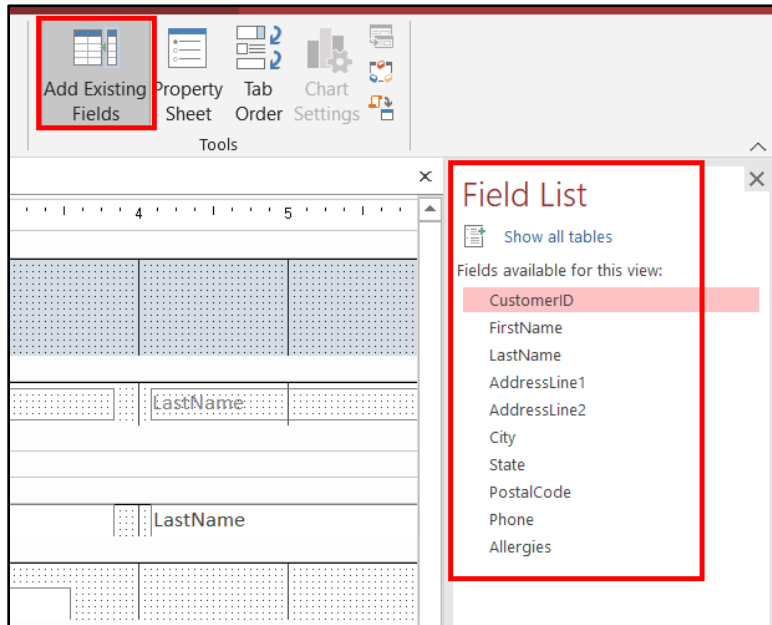 Add Existing Fields
Property Sheet
Tab Order
Chart Settings
Tools
Field List
4
5
Show all tables
Fields available for this view:
CustomerID
FirstName
LastName
LastName
AddressLine1
AddressLine2
City
State
PostalCode
LastName
Phone
Allergies